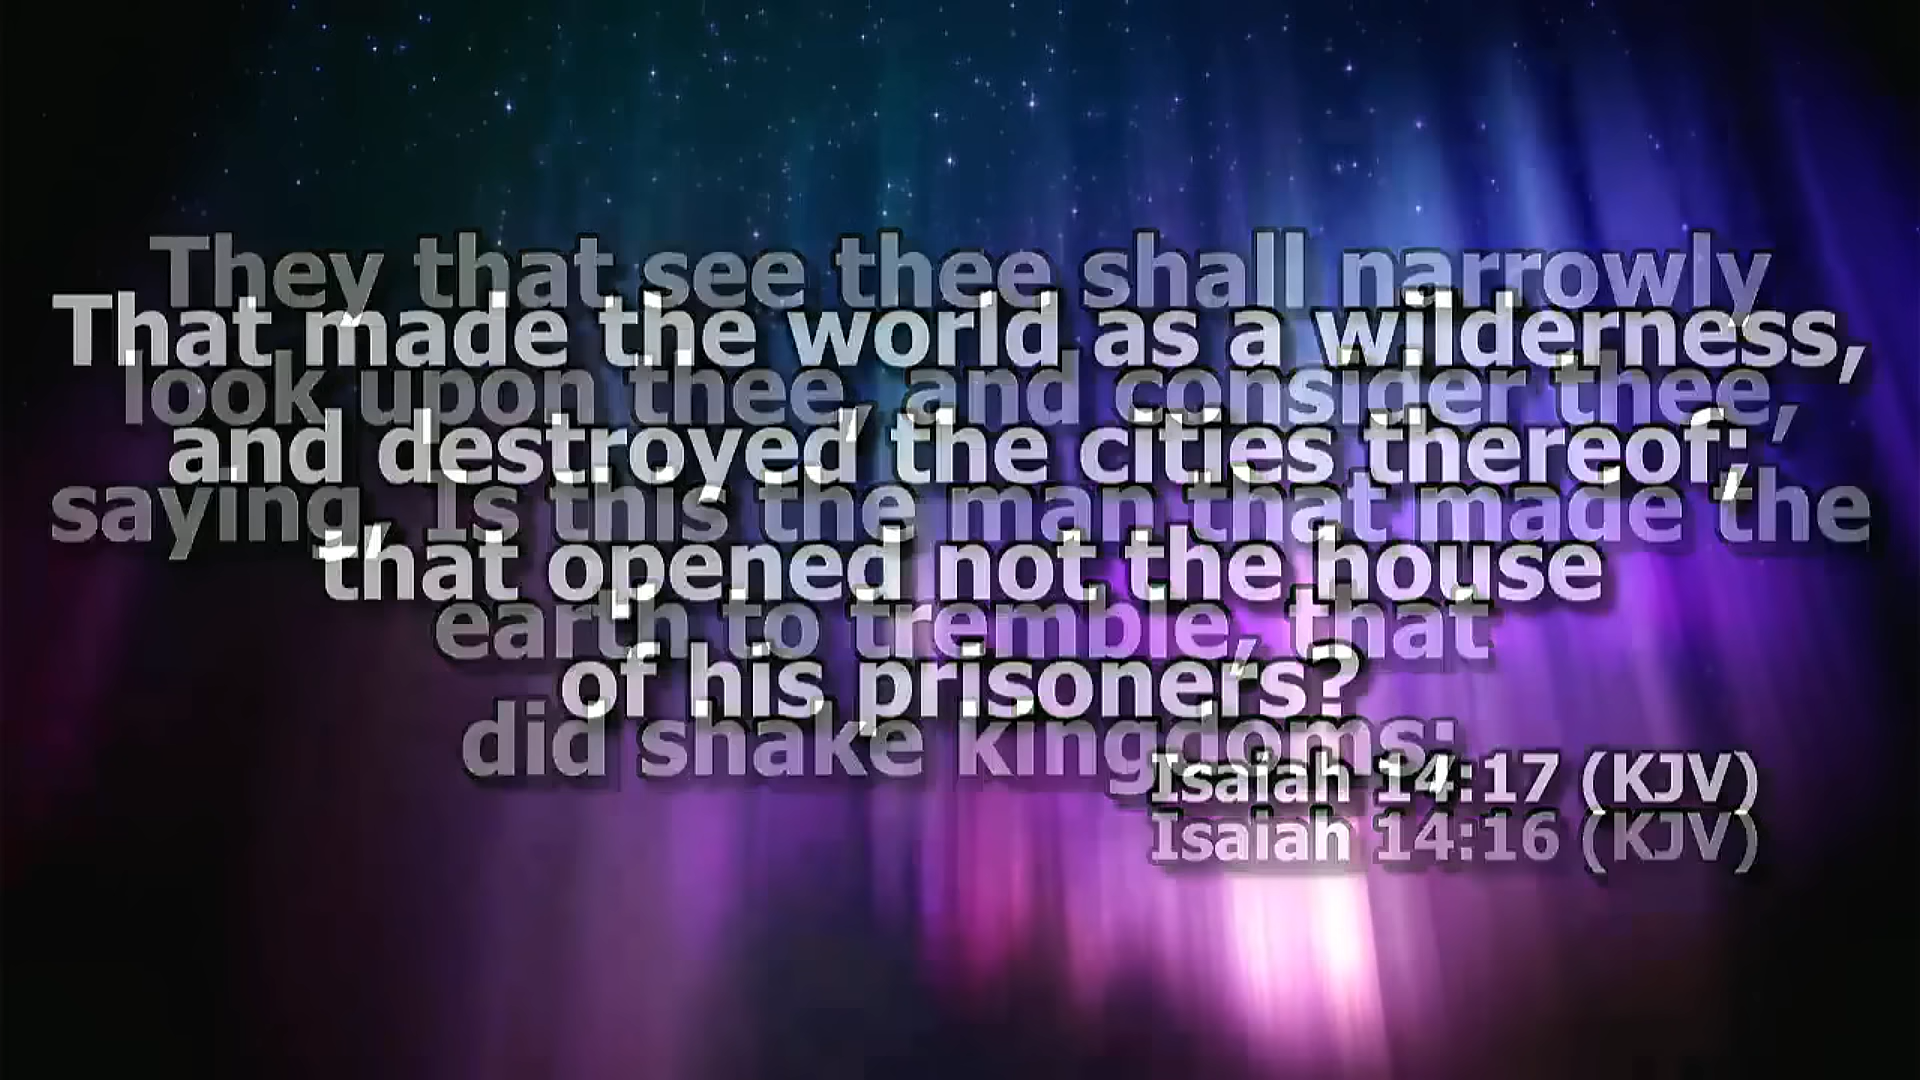 They that see thee shall narrowly
look upon thee, and consider thee,
saying, Is this the man that made the
earth to tremble, that
did shake kingdoms;
Isaiah 14:16 (KJV)
That made the world as a wilderness,
and destroyed the cities thereof;
that opened not the house
of his prisoners?
Isaiah 14:17 (KJV)